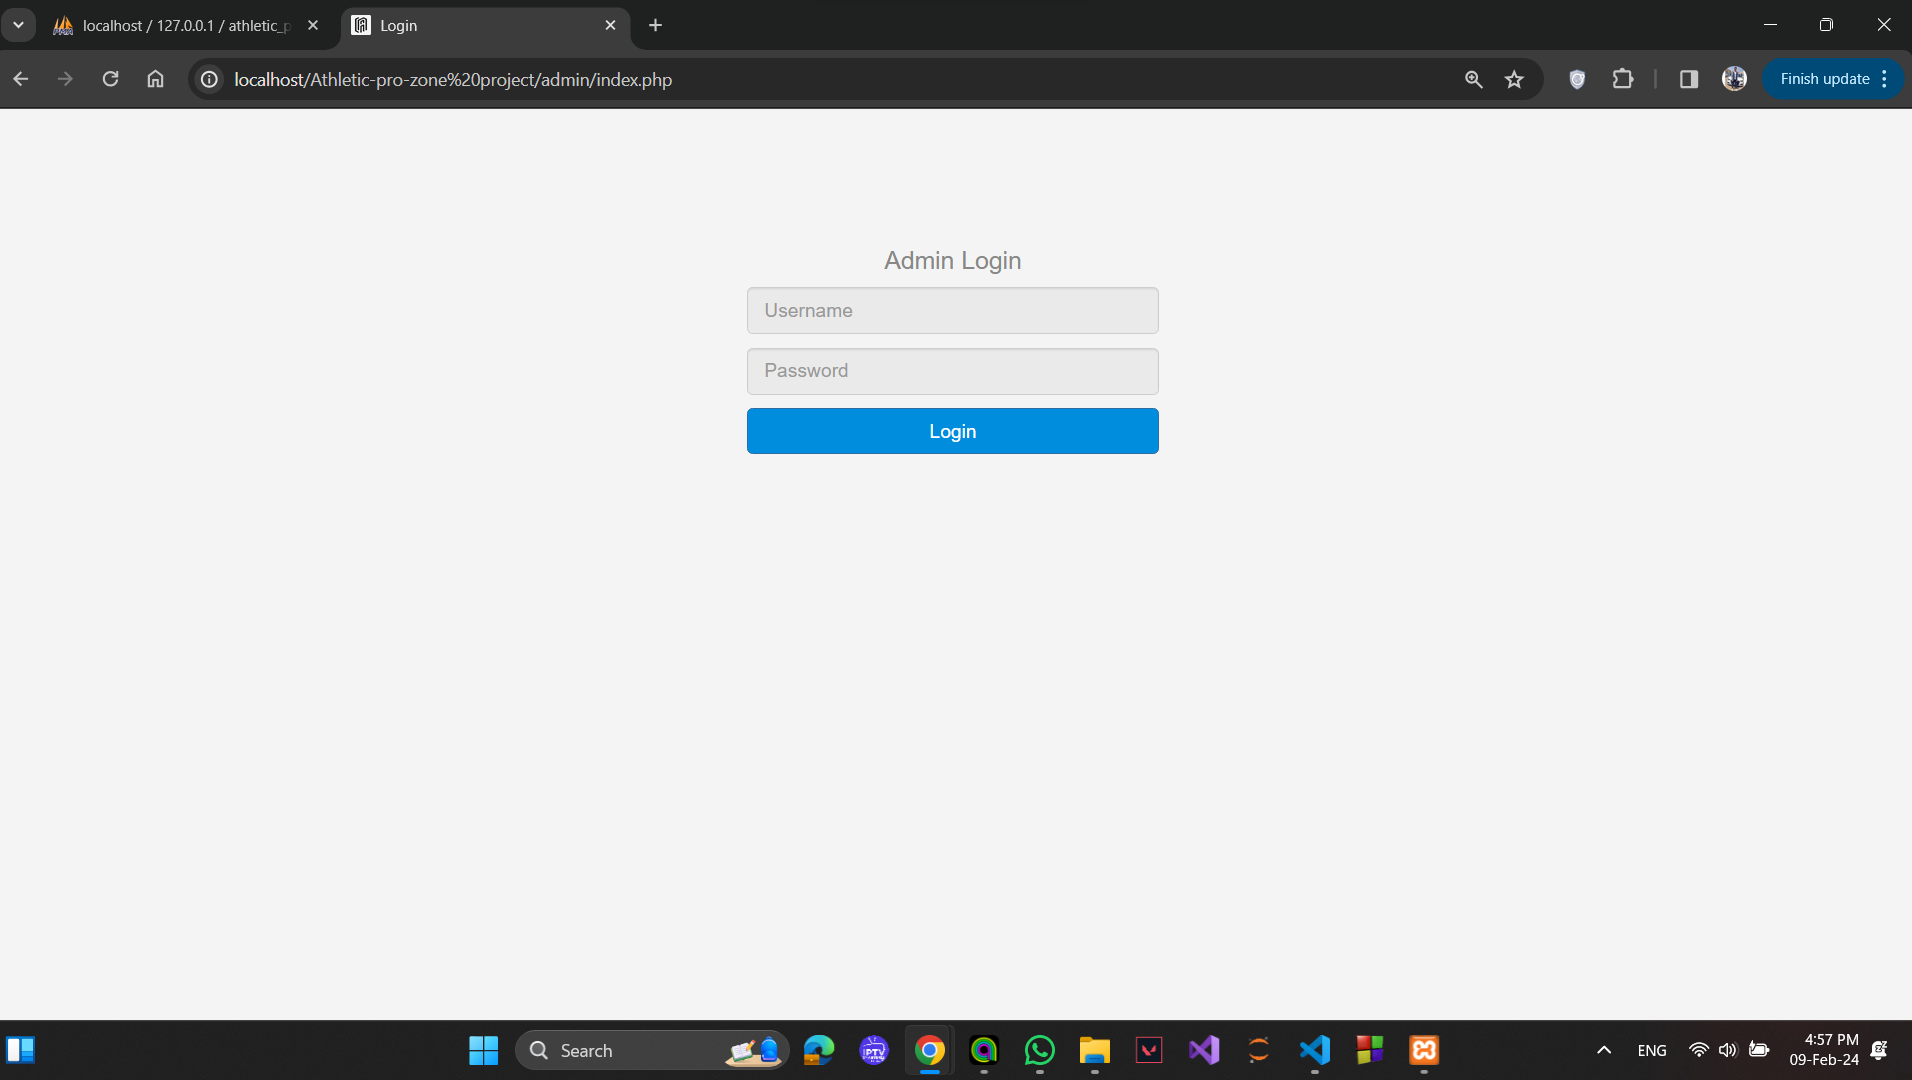 localhost / 127.0.0.1 / athletic_p
Login
localhost/Athletic-pro-zone%20project/admin/index.php
Finish update
Admin Login
Username
Password
Login
Search
IPTV
ENG
4:57 PM
09-Feb-24